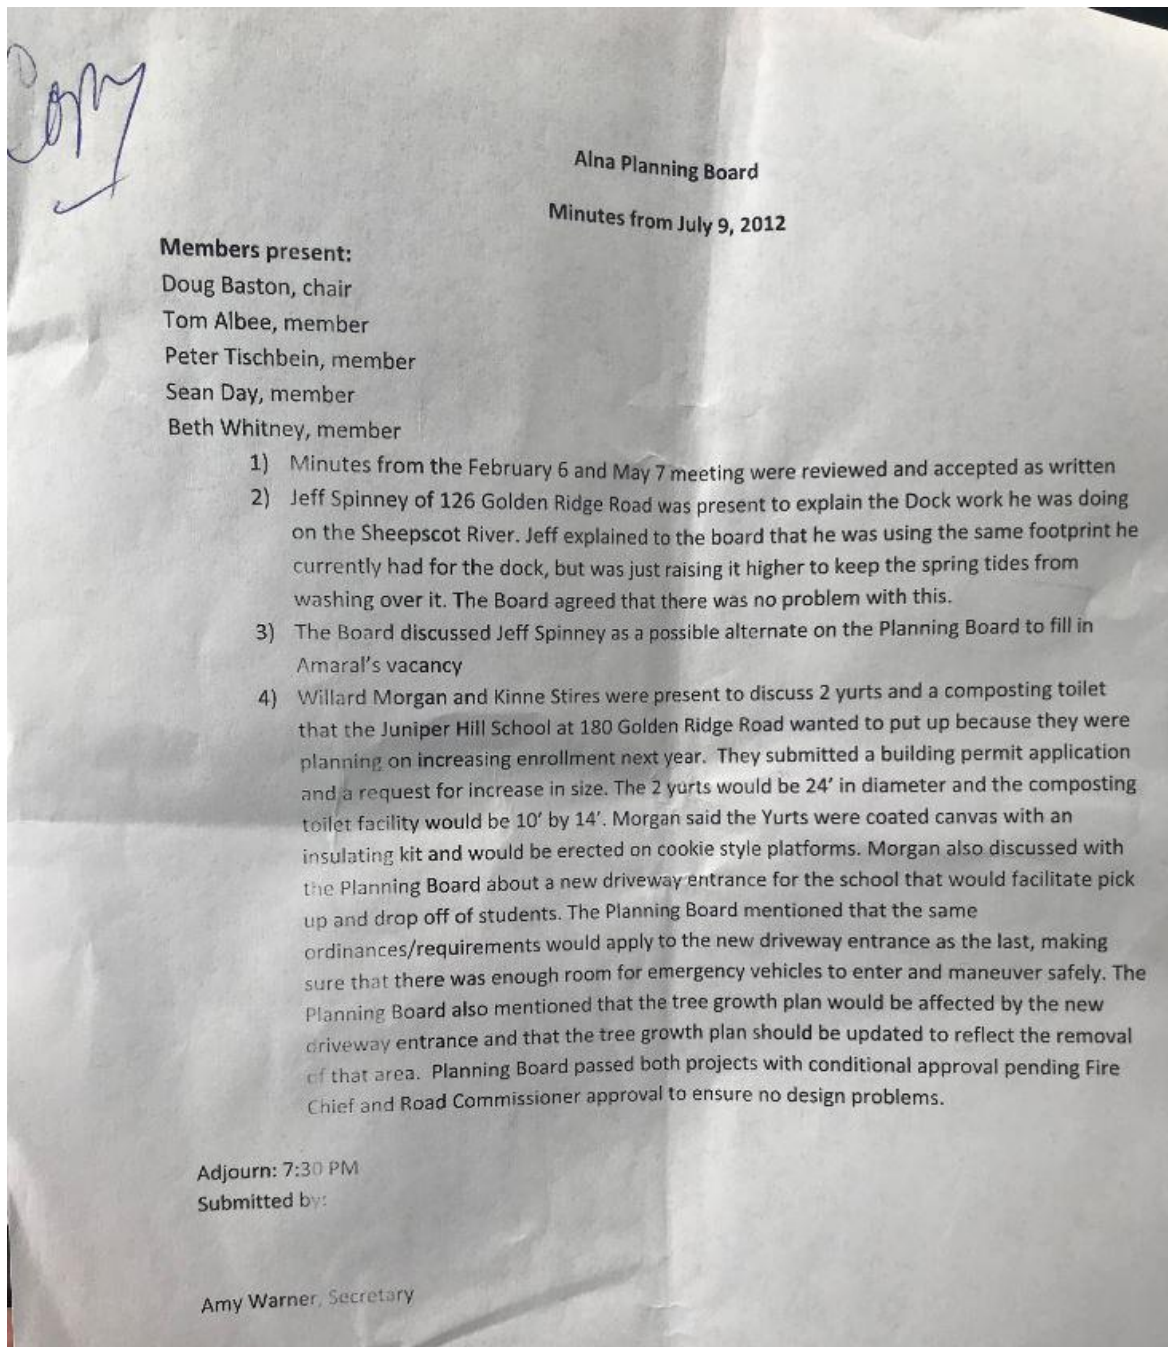 Copy
Alna Planning Board
Minutes from July 9, 2012
Members present:
Doug Baston, chair
Tom Albee, member
Peter Tischbein, member
Sean Day, member
Beth Whitney, member
1) Minutes from the February 6 and May 7 meeting were reviewed and accepted as written
2) Jeff Spinney of 126 Golden Ridge Road was present to explain the Dock work he was doing
on the Sheepscot River. Jeff explained to the board that he was using the same footprint he
currently had for the dock, but was just raising it higher to keep the spring tides from
washing over it. The Board agreed that there was no problem with this.
3) The Board discussed Jeff Spinney as a possible alternate on the Planning Board to fill in
Amaral's vacancy
4) Willard Morgan and Kinne Stires were present to discuss 2 yurts and a composting toilet
that the Juniper Hill School at 180 Golden Ridge Road wanted to put up because they were
planning on increasing enrollment next year. They submitted a building permit application
and a request for increase in size. The 2 yurts would be 24' in diameter and the composting
toilet facility would be 10' by 14'. Morgan said the Yurts were coated canvas with an
insulating kit and would be erected on cookie style platforms. Morgan also discussed with
the Planning Board about a new driveway entrance for the school that would facilitate pick
up and drop off of students. The Planning Board mentioned that the same
ordinances/requirements would apply to the new driveway entrance as the last, making
sure that there was enough room for emergency vehicles to enter and maneuver safely. The
Planning Board also mentioned that the tree growth plan would be affected by the new
driveway entrance and that the tree growth plan should be updated to reflect the removal
of that area. Planning Board passed both projects with conditional approval pending Fire
Chief and Road Commissioner approval to ensure no design problems.
Adjourn: 7:30 PM
Submitted by:
Amy Warner, Secretary